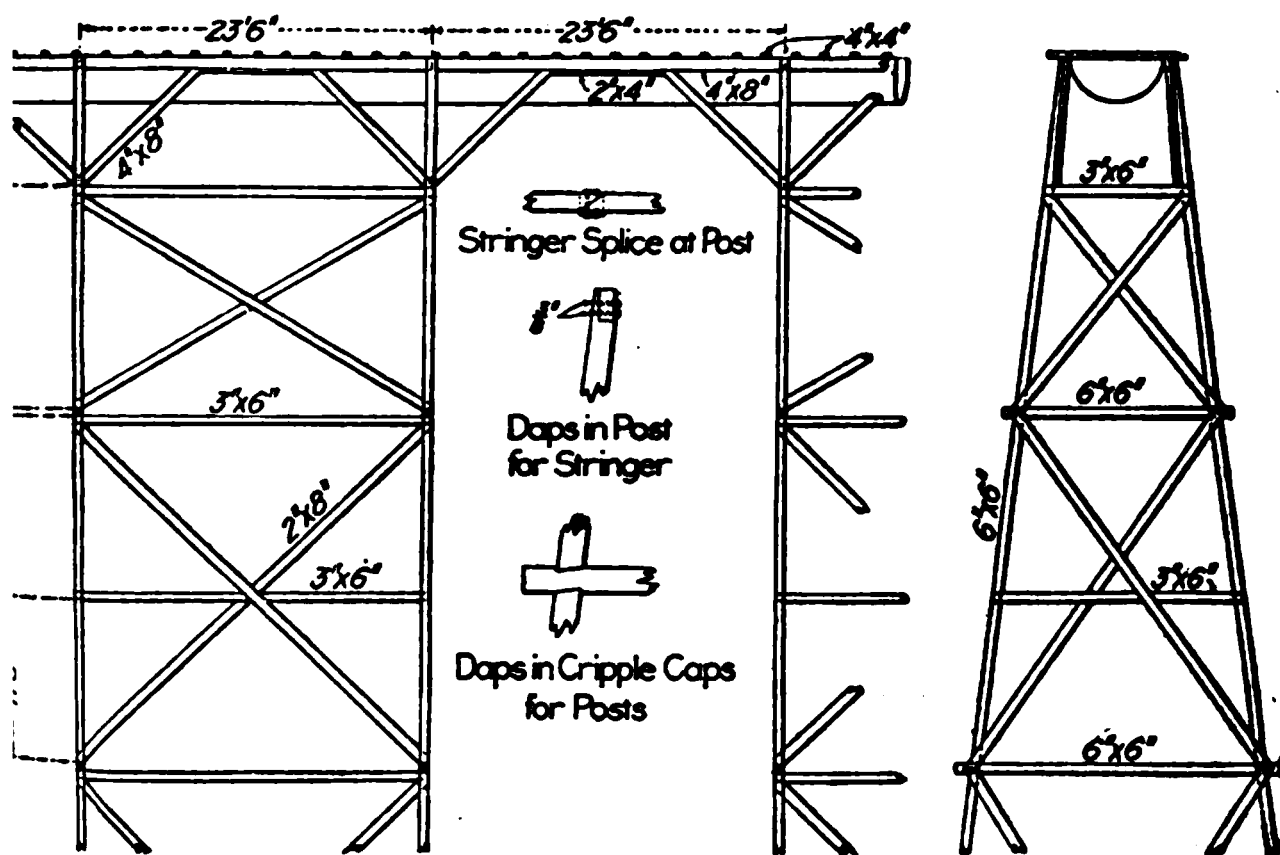 23'6"
23'6"
4"x4"
2"x4"
4"x8"
4"x8"
3"x6"
Stringer Splice at Post
Daps in Post
for Stringer
3"x6"
6"x6"
2"x8"
6"x6"
3"x6"
3"x6"
Daps in Cripple Caps
for Posts
6"x6"